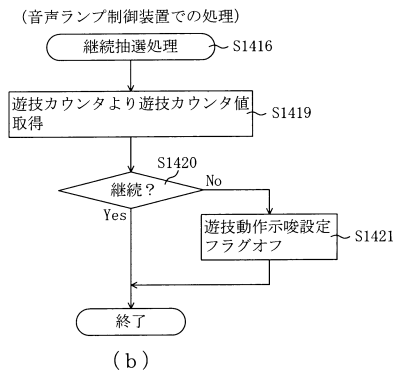 (音声ランプ制御装置での処理)
継続抽選処理
S1416
遊技カウンタより遊技カウンタ値
取得
S1419
S1420
継続?
No
Yes
遊技動作示唆設定
フラグオフ
S1421
終了
(b)